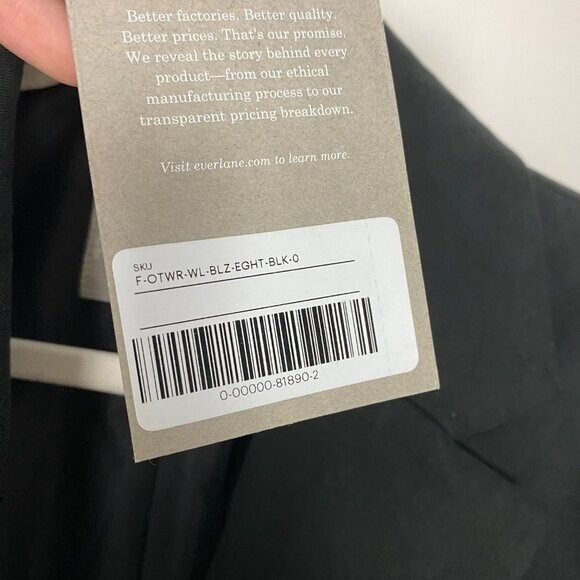 Better factories. Better quality.
Better prices. That's our promise.
We reveal the story behind every
product—from our ethical
manufacturing process to our
transparent pricing breakdown.
Visit everlane.com to learn more.
SKU
F-OTWR-WL-BLZ-EGHT-BLK-0
0-00000-81890-2